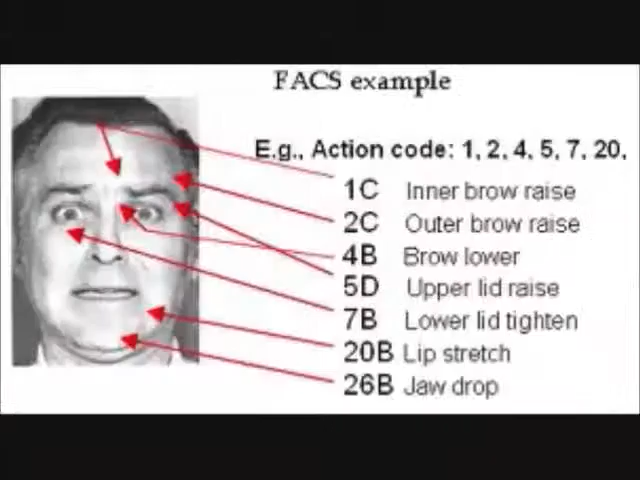 FACS example
E.g., Action code: 1, 2, 4, 5, 7, 20,
1C Inner brow raise
2C Outer brow raise
4B Brow lower
5D Upper lid raise
7B Lower lid tighten
20B Lip stretch
26B Jaw drop